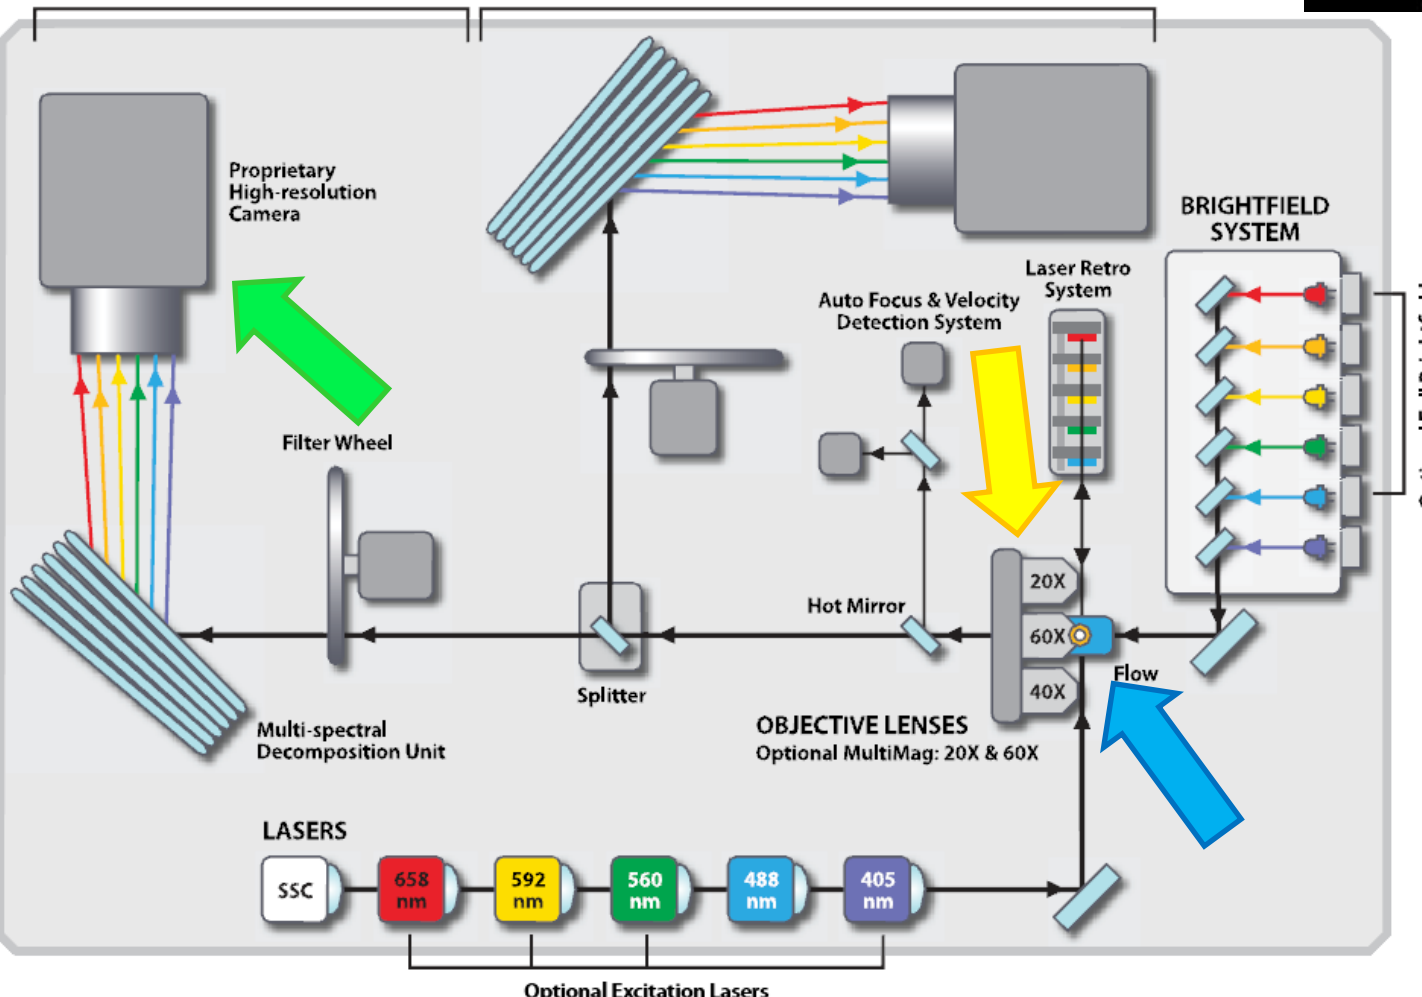 Proprietary
High-resolution
Camera
BRIGHTFIELD
SYSTEM
Laser Retro
System
Auto Focus & Velocity
Detection System
Filter Wheel
20X
60X
40X
Hot Mirror
Flow
Splitter
OBJECTIVE LENSES
Optional MultiMag: 20X & 60X
Multi-spectral
Decomposition Unit
LASERS
SSC
658
nm
592
nm
560
nm
488
nm
405
nm
Optional Excitation Lasers